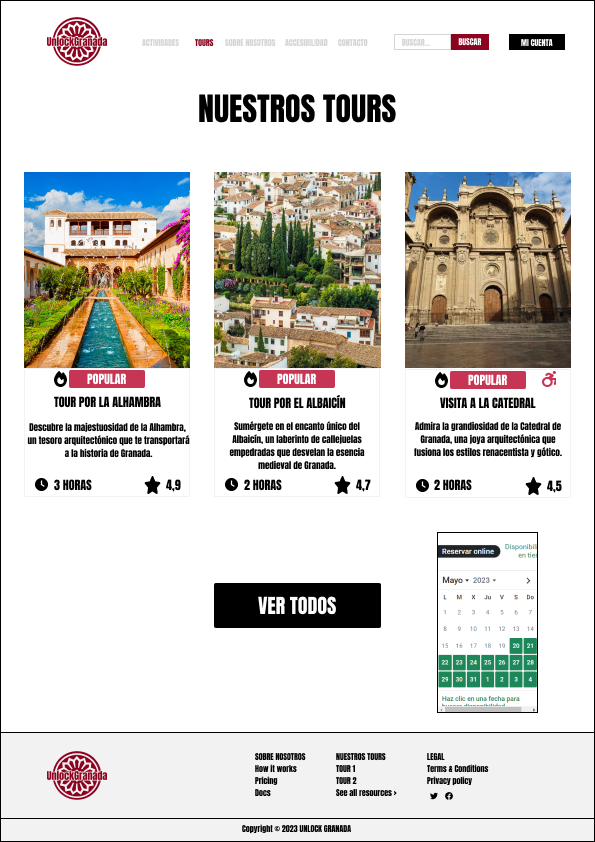 UnlockGranada
ACTIVIDADES TOURS SOBRE NOSOTROS ACCESIBILIDAD CONTACTO BUSCAR... BUSCAR MI CUENTA
NUESTROS TOURS
POPULAR
TOUR POR LA ALHAMBRA
Descubre la majestuosidad de la Alhambra,
un tesoro arquitectónico que te transportará
a la historia de Granada.
3 HORAS 4,9
POPULAR
TOUR POR EL ALBAICÍN
Sumérgete en el encanto único del
Albaicín, un laberinto de callejuelas
empedradas que desvelan la esencia
medieval de Granada.
2 HORAS 4,7
POPULAR
VISITA A LA CATEDRAL
Admira la grandiosidad de la Catedral de
Granada, una joya arquitectónica que
fusiona los estilos renacentista y gótico.
2 HORAS 4,5
VER TODOS
Reservar online
Disponibili
en tie
Mayo 2023
L M X Ju V S Do
1 2 3 4 5 6 7
8 9 10 11 12 13 14
15 16 17 18 19 20 21
22 23 24 25 26 27 28
29 30 31 1 2 3 4
Haz clic en una fecha para
UnlockGranada
SOBRE NOSOTROS
How it works
Pricing
Docs
NUESTROS TOURS
TOUR 1
TOUR 2
See all resources >
LEGAL
Terms & Conditions
Privacy policy
Copyright © 2023 UNLOCK GRANADA